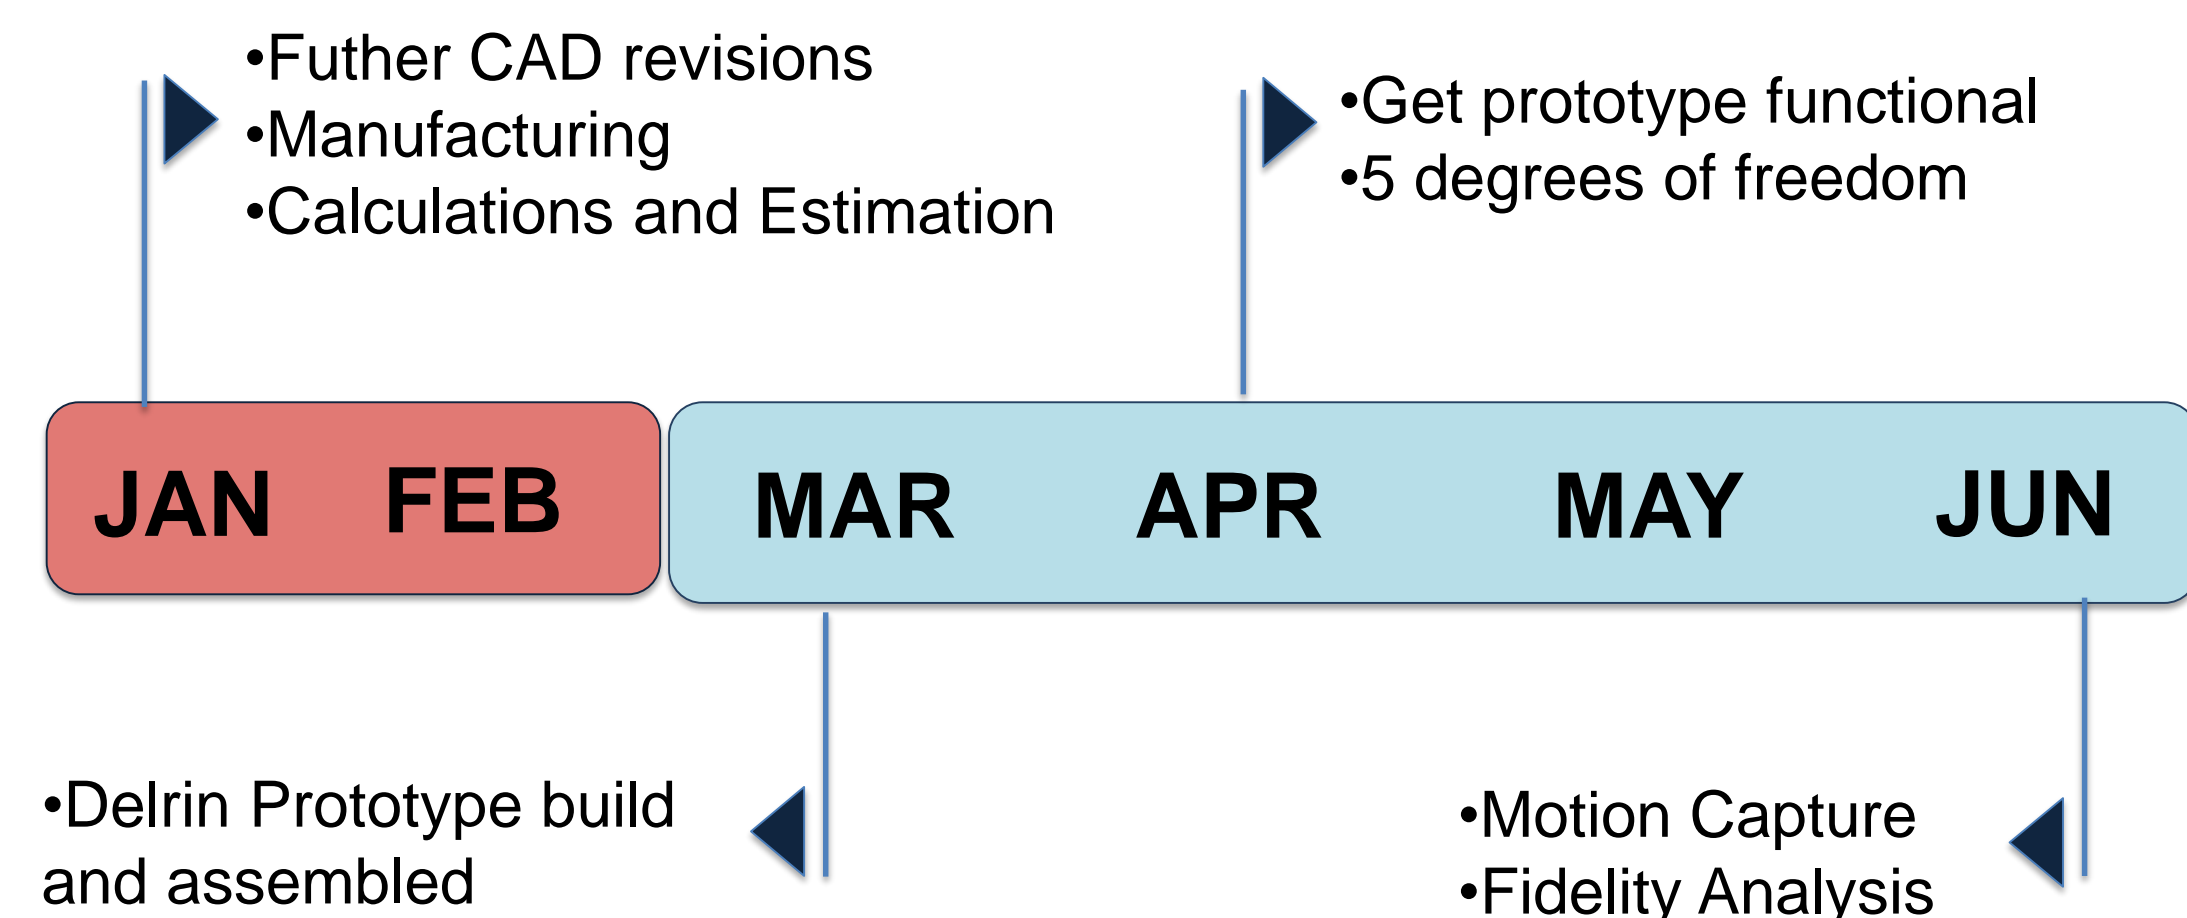 •Futher CAD revisions
•Manufacturing
•Calculations and Estimation
•Get prototype functional
•5 degrees of freedom
JAN FEB MAR APR MAY JUN
•Delrin Prototype build
and assembled
•Motion Capture
•Fidelity Analysis